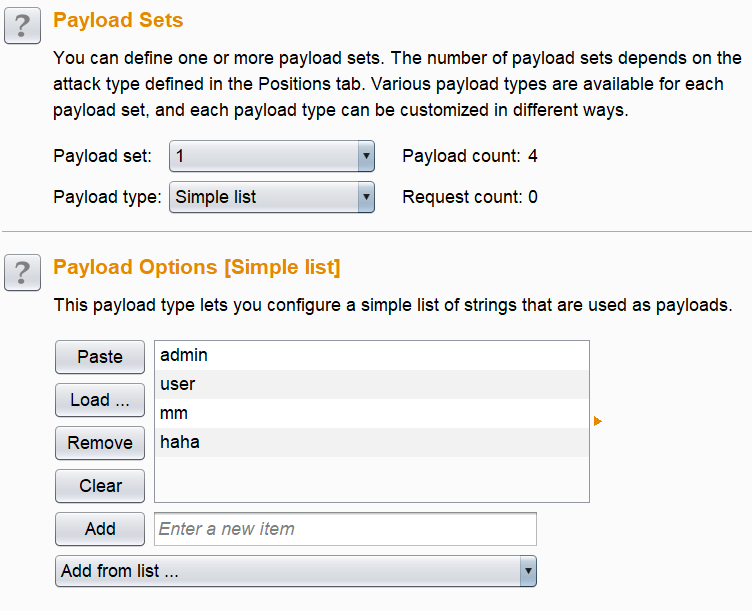 ? Payload Sets
You can define one or more payload sets. The number of payload sets depends on the
attack type defined in the Positions tab. Various payload types are available for each
payload set, and each payload type can be customized in different ways.
Payload set: 1 Payload count: 4
Payload type: Simple list Request count: 0
? Payload Options [Simple list]
This payload type lets you configure a simple list of strings that are used as payloads.
Paste admin
user
Load ... mm
Remove haha
Clear
Add Enter a new item
Add from list ...